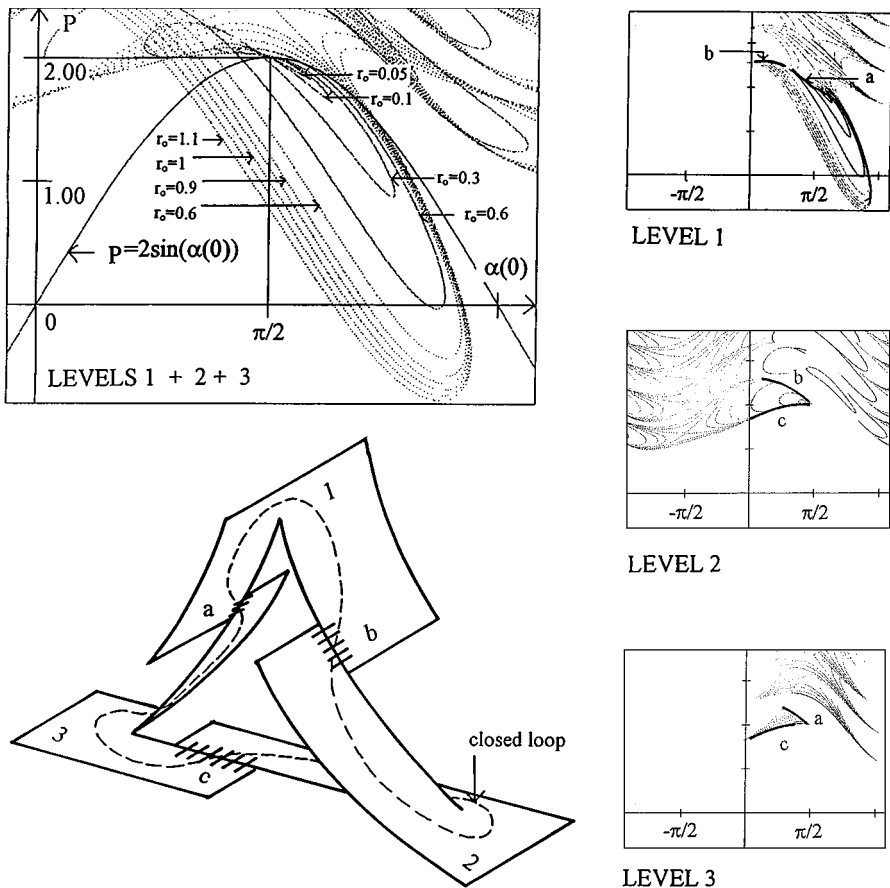 P
2.00
1.00
0
π/2
α(0)
r₀=0.05
r₀=0.1
r₀=0.3
r₀=0.6
r₀=1.1
r₀=1
r₀=0.9
r₀=0.6
P=2sin(α(0))
LEVELS 1 + 2 + 3
b
a
-π/2
π/2
LEVEL 1
b
c
-π/2
π/2
LEVEL 2
a
c
-π/2
π/2
LEVEL 3
1
a
b
3
c
closed loop
2